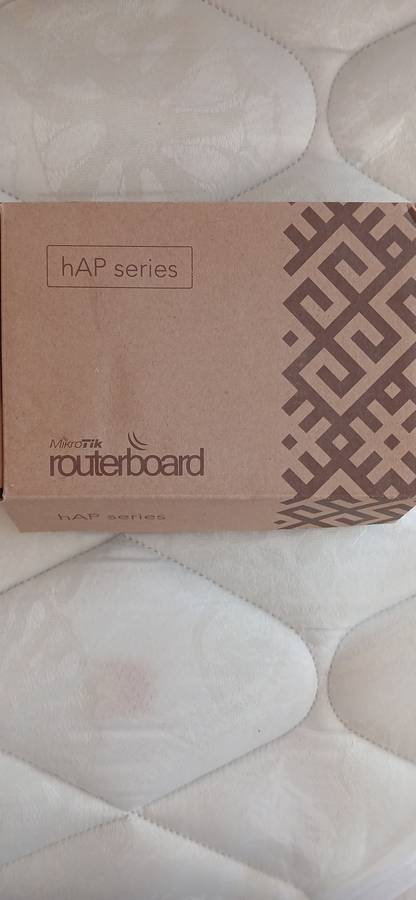 hAP series
MikroTik
routerboard
hAP series